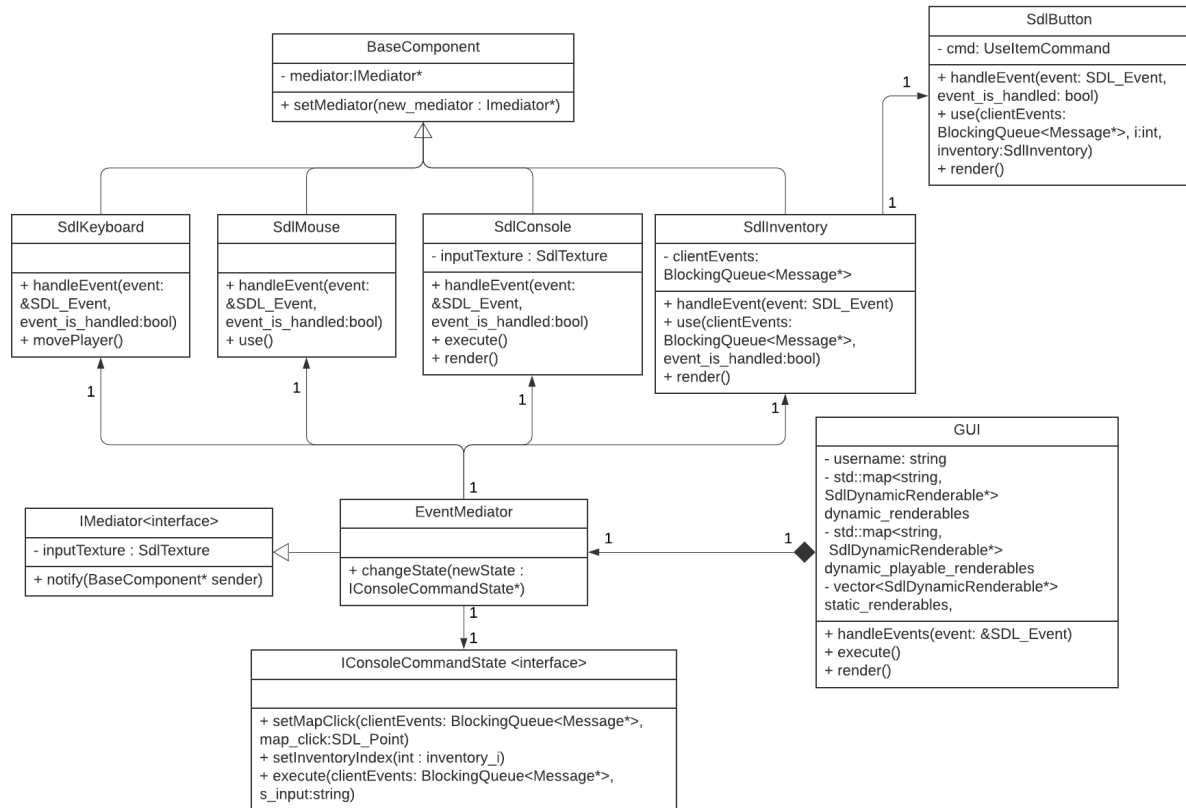 SdlButton
- cmd: UseItemCommand
+ handleEvent(event: SDL_Event,
event_is_handled: bool)
+ use(clientEvents:
BlockingQueue<Message*>, i:int,
inventory:SdlInventory)
+ render()
BaseComponent
- mediator:IMediator*
+ setMediator(new_mediator : Imediator*)
1
1
SdlKeyboard
+ handleEvent(event:
&SDL_Event,
event_is_handled:bool)
+ movePlayer()
SdlMouse
+ handleEvent(event:
&SDL_Event,
event_is_handled:bool)
+ use()
SdlConsole
- inputTexture : SdlTexture
+ handleEvent(event:
&SDL_Event,
event_is_handled:bool)
+ execute()
+ render()
SdlInventory
- clientEvents:
BlockingQueue<Message*>
+ handleEvent(event: SDL_Event)
+ use(clientEvents:
BlockingQueue<Message*>,
event_is_handled:bool)
+ render()
1
1
1
1
1
GUI
- username: string
- std::map<string,
SdlDynamicRenderable*>
dynamic_renderables
- std::map<string,
SdlDynamicRenderable*>
dynamic_playable_renderables
- vector<SdlDynamicRenderable*>
static_renderables,
+ handleEvents(event: &SDL_Event)
+ execute()
+ render()
IMediator<interface>
- inputTexture : SdlTexture
+ notify(BaseComponent* sender)
EventMediator
+ changeState(newState :
IConsoleCommandState*)
1
1
1
1
IConsoleCommandState <interface>
+ setMapClick(clientEvents: BlockingQueue<Message*>,
map_click:SDL_Point)
+ setInventoryIndex(int : inventory_i)
+ execute(clientEvents: BlockingQueue<Message*>,
s_input:string)